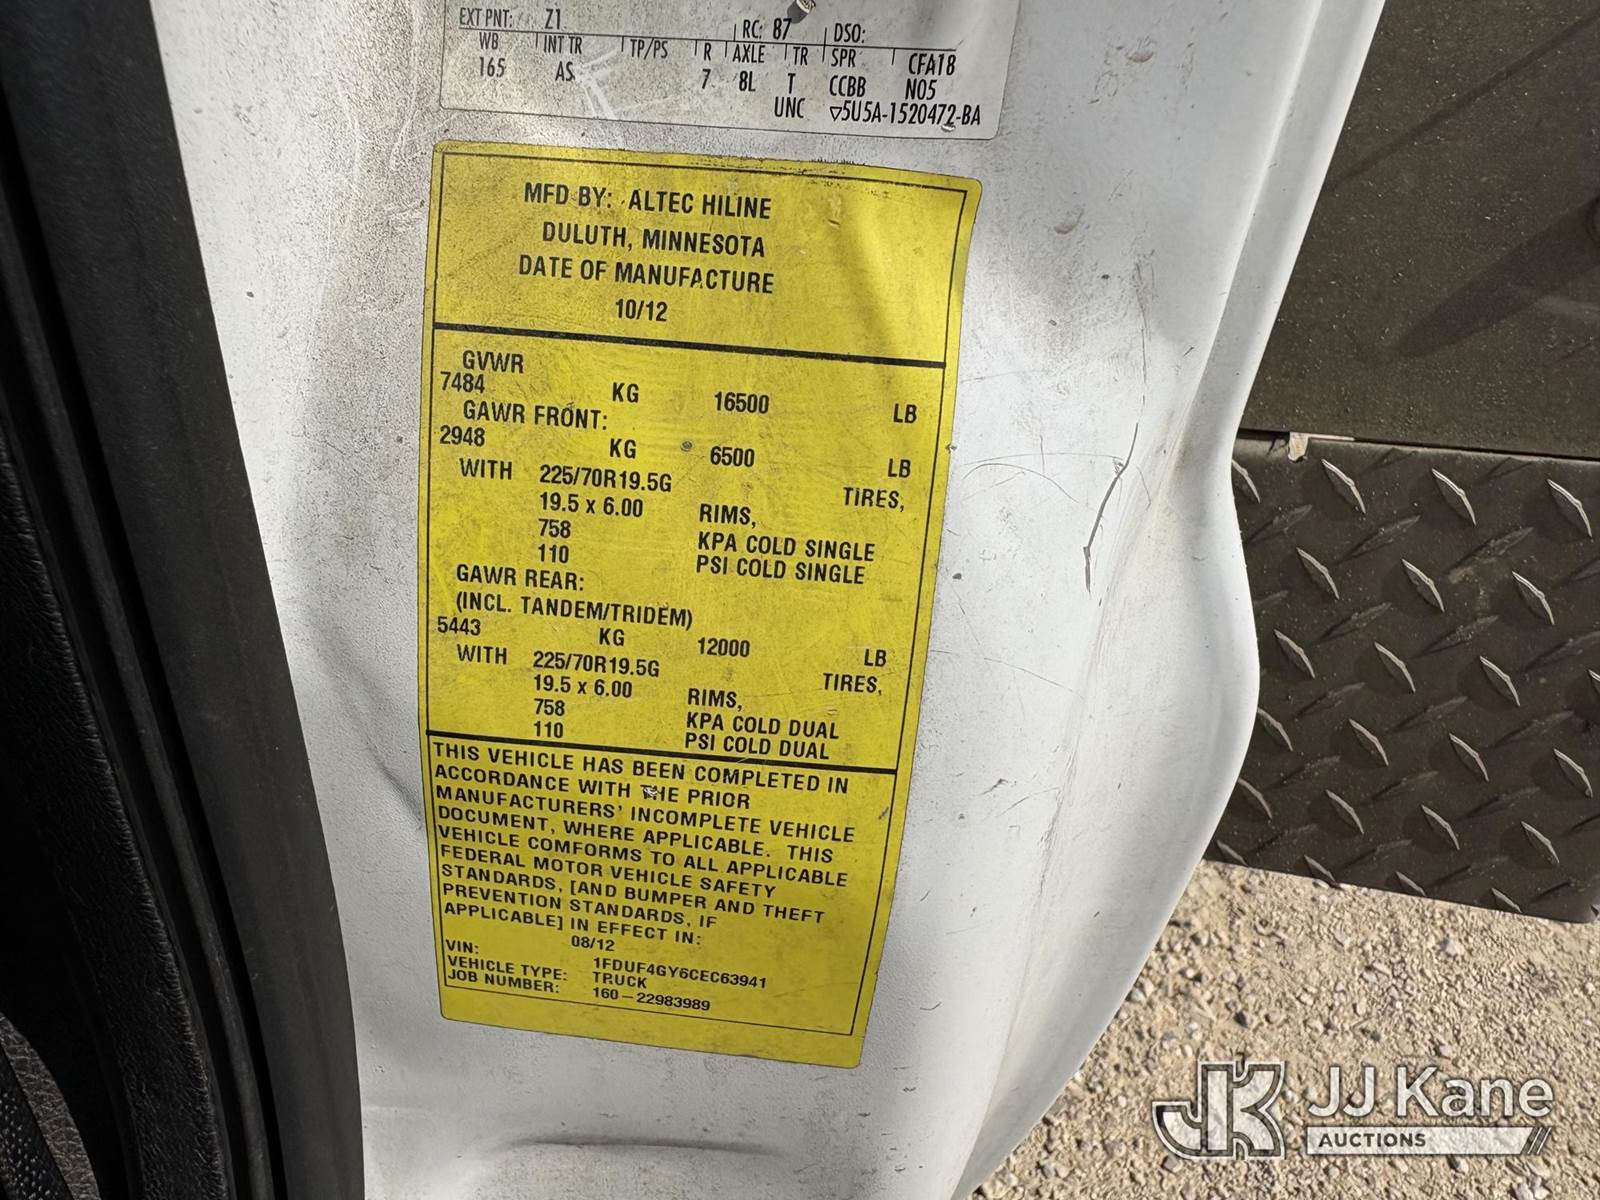 EXT PNT: Z1 RC: 87 DSO:
WB INT TR TP/PS R AXLE TR SPR CFA18
165 AS 7 8L T CCBB N05
UNC ▽5U5A-1520472-BA
MFD BY: ALTEC HILINE
DULUTH, MINNESOTA
DATE OF MANUFACTURE
10/12
GVWR
7484 KG 16500 LB
GAWR FRONT:
2948 KG 6500 LB
WITH 225/70R19.5G TIRES,
19.5 x 6.00 RIMS,
758 KPA COLD SINGLE
110 PSI COLD SINGLE
GAWR REAR:
(INCL. TANDEM/TRIDEM)
5443 KG 12000 LB
WITH 225/70R19.5G TIRES,
19.5 x 6.00 RIMS,
758 KPA COLD DUAL
110 PSI COLD DUAL
THIS VEHICLE HAS BEEN COMPLETED IN
ACCORDANCE WITH THE PRIOR
MANUFACTURERS' INCOMPLETE VEHICLE
DOCUMENT, WHERE APPLICABLE. THIS
VEHICLE COMFORMS TO ALL APPLICABLE
FEDERAL MOTOR VEHICLE SAFETY
STANDARDS, [AND BUMPER AND THEFT
PREVENTION STANDARDS, IF
APPLICABLE] IN EFFECT IN:
08/12
VIN: 1FDUF4GY6CEC63941
VEHICLE TYPE: TRUCK
JOB NUMBER: 160-22983989
JK JJ Kane
AUCTIONS